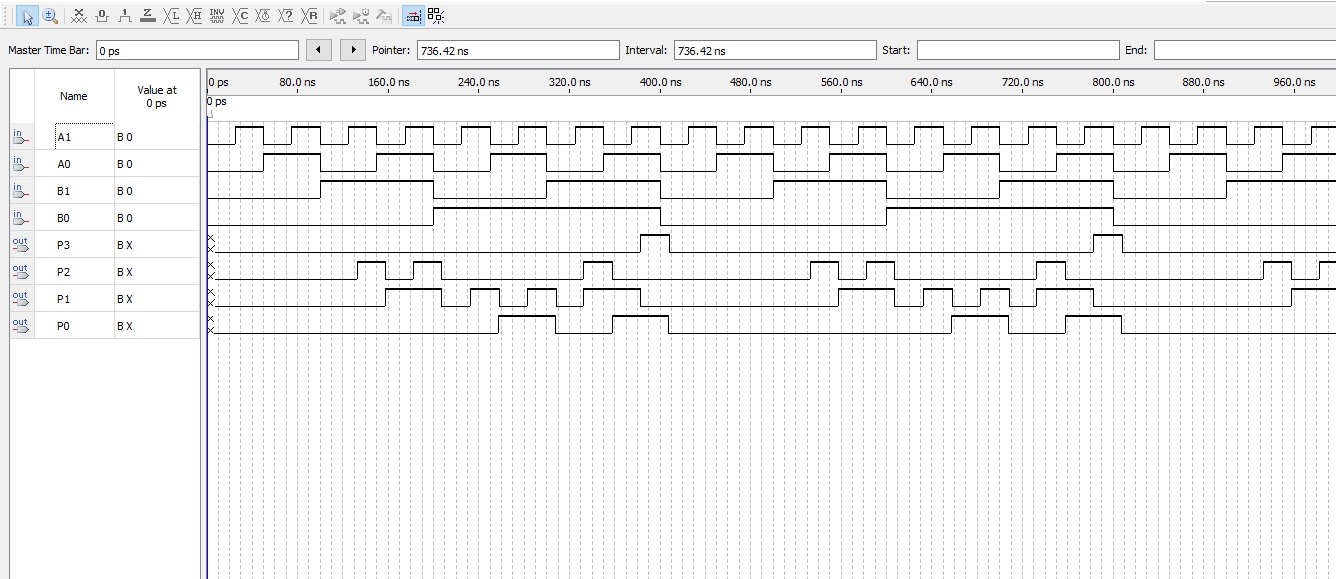 Master Time Bar: 0 ps Pointer: 736.42 ns Interval: 736.42 ns Start: End:
Name Value at 0 ps
0 ps 80.0 ns 160.0 ns 240.0 ns 320.0 ns 400.0 ns 480.0 ns 560.0 ns 640.0 ns 720.0 ns 800.0 ns 880.0 ns 960.0 ns
0 ps
in A1 B 0
in A0 B 0
in B1 B 0
in B0 B 0
out P3 B X
out P2 B X
out P1 B X
out P0 B X